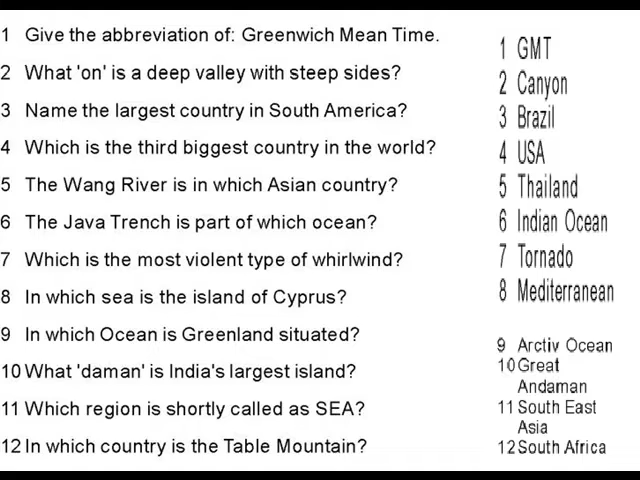 1 Give the abbreviation of: Greenwich Mean Time.
2 What 'on' is a deep valley with steep sides?
3 Name the largest country in South America?
4 Which is the third biggest country in the world?
5 The Wang River is in which Asian country?
6 The Java Trench is part of which ocean?
7 Which is the most violent type of whirlwind?
8 In which sea is the island of Cyprus?
9 In which Ocean is Greenland situated?
10 What 'daman' is India's largest island?
11 Which region is shortly called as SEA?
12 In which country is the Table Mountain?
1 GMT
2 Canyon
3 Brazil
4 USA
5 Thailand
6 Indian Ocean
7 Tornado
8 Mediterranean
9 Arctiv Ocean
10 Great
Andaman
11 South East
Asia
12 South Africa